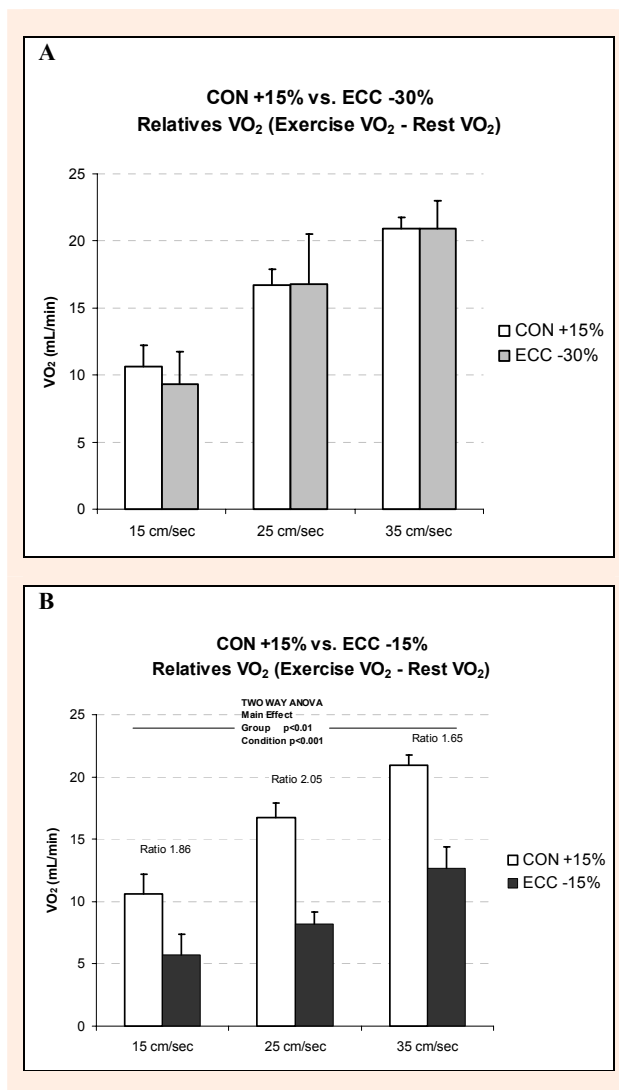 A
CON +15% vs. ECC -30%
Relatives VO₂ (Exercise VO₂ - Rest VO₂)
25
20
15
10
5
0
VO₂ (mL/min)
15 cm/sec
25 cm/sec
35 cm/sec
CON +15%
ECC -30%
B
CON +15% vs. ECC -15%
Relatives VO₂ (Exercise VO₂ - Rest VO₂)
TWO WAY ANOVA
Main Effect
Group p<0.01
Condition p<0.001
Ratio 1.86
Ratio 2.05
Ratio 1.65
25
20
15
10
5
0
VO₂ (mL/min)
15 cm/sec
25 cm/sec
35 cm/sec
CON +15%
ECC -15%